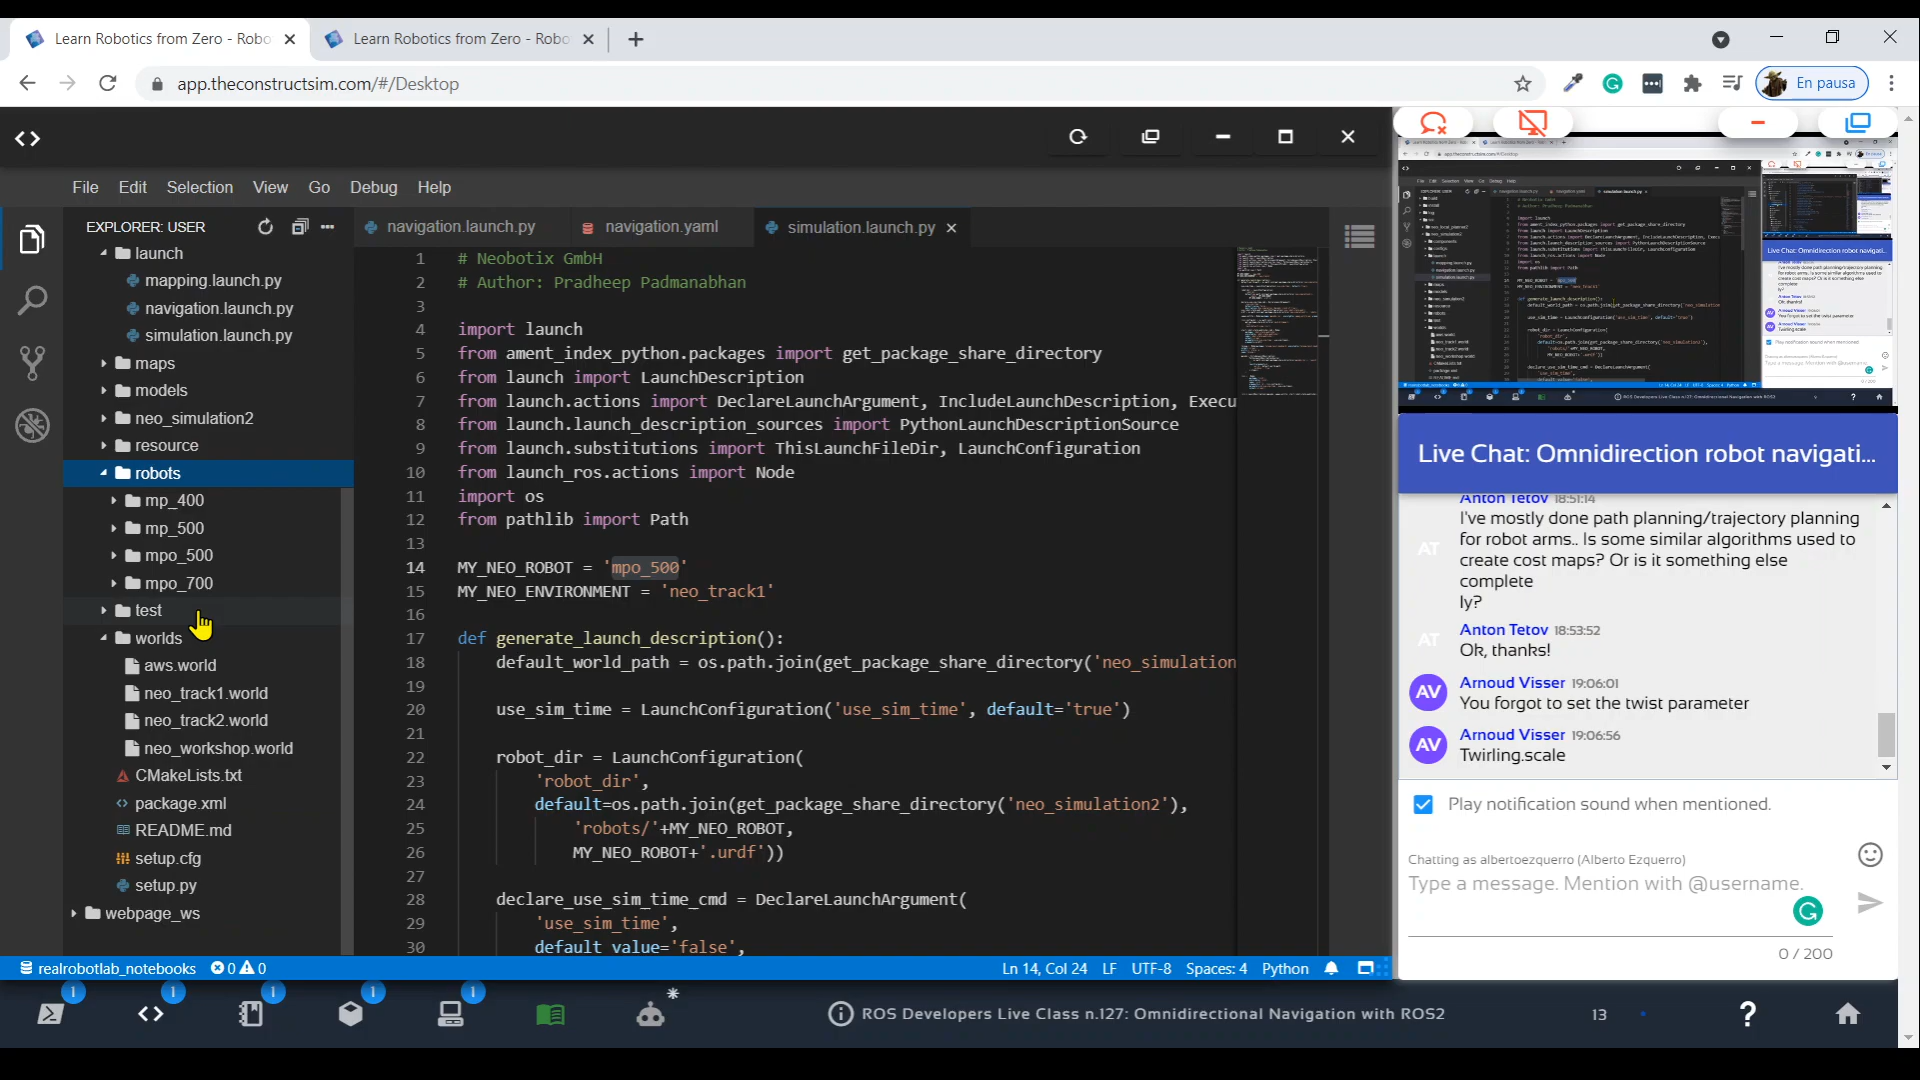 Learn Robotics from Zero - Robo
Learn Robotics from Zero - Robo
app.theconstructsim.com/#/Desktop
En pausa
File Edit Selection View Go Debug Help
EXPLORER: USER
launch
mapping.launch.py
navigation.launch.py
simulation.launch.py
maps
models
neo_simulation2
resource
robots
mp_400
mp_500
mpo_500
mpo_700
test
worlds
aws.world
neo_track1.world
neo_track2.world
neo_workshop.world
CMakeLists.txt
package.xml
README.md
setup.cfg
setup.py
webpage_ws
navigation.launch.py
navigation.yaml
simulation.launch.py
1 # Neobotix GmbH
2 # Author: Pradheep Padmanabhan
3
4 import launch
5 from ament_index_python.packages import get_package_share_directory
6 from launch import LaunchDescription
7 from launch.actions import DeclareLaunchArgument, IncludeLaunchDescription, Execu
8 from launch.launch_description_sources import PythonLaunchDescriptionSource
9 from launch.substitutions import ThisLaunchFileDir, LaunchConfiguration
10 from launch_ros.actions import Node
11 import os
12 from pathlib import Path
13
14 MY_NEO_ROBOT = 'mpo_500'
15 MY_NEO_ENVIRONMENT = 'neo_track1'
16
17 def generate_launch_description():
18 default_world_path = os.path.join(get_package_share_directory('neo_simulation
19
20 use_sim_time = LaunchConfiguration('use_sim_time', default='true')
21
22 robot_dir = LaunchConfiguration(
23 'robot_dir',
24 default=os.path.join(get_package_share_directory('neo_simulation2'),
25 'robots/'+MY_NEO_ROBOT,
26 MY_NEO_ROBOT+'.urdf'))
27
28 declare_use_sim_time_cmd = DeclareLaunchArgument(
29 'use_sim_time',
30 default_value='false',
realrobotlab_notebooks 0 0
Ln 14, Col 24 LF UTF-8 Spaces: 4 Python
Live Chat: Omnidirection robot navigati...
Anton Tetov 18:51:14
AT
I've mostly done path planning/trajectory planning
for robot arms.. Is some similar algorithms used to
create cost maps? Or is it something else
complete
ly?
AT
Anton Tetov 18:53:52
Ok, thanks!
AV
Arnoud Visser 19:06:01
You forgot to set the twist parameter
AV
Arnoud Visser 19:06:56
Twirling.scale
Play notification sound when mentioned.
Chatting as albertoezquerro (Alberto Ezquerro)
Type a message. Mention with @username.
0 / 200
1 1 1 1 1
ROS Developers Live Class n.127: Omnidirectional Navigation with ROS2
13
?